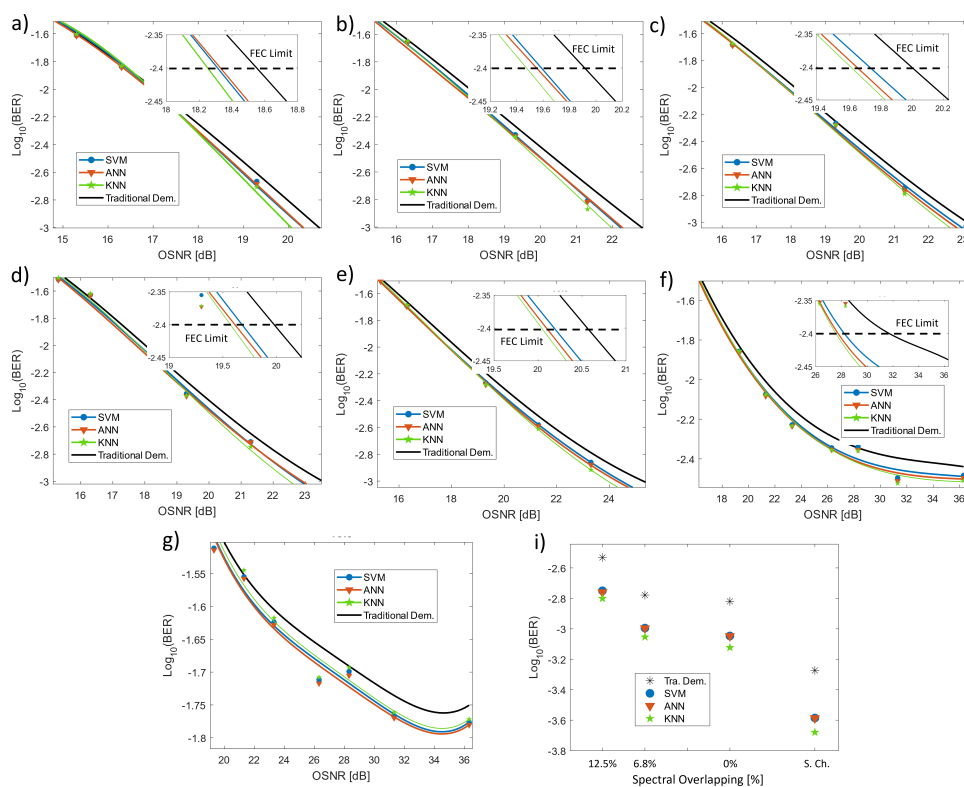 a)
-1.6
-1.8
-2
-2.2
-2.4
-2.6
-2.8
-3
Log10(BER)
15
16
17
18
19
20
OSNR [dB]
SVM
ANN
KNN
Traditional Dem.
-2.35
-2.4
-2.45
18
18.2
18.4
18.6
18.8
FEC Limit
b)
-1.6
-1.8
-2
-2.2
-2.4
-2.6
-2.8
-3
Log10(BER)
16
17
18
19
20
21
22
OSNR [dB]
SVM
ANN
KNN
Traditional Dem.
-2.35
-2.4
-2.45
19.2
19.4
19.6
19.8
20
20.2
FEC Limit
c)
-1.6
-1.8
-2
-2.2
-2.4
-2.6
-2.8
-3
Log10(BER)
16
17
18
19
20
21
22
23
OSNR [dB]
SVM
ANN
KNN
Traditional Dem.
-2.35
-2.4
-2.45
19.4
19.6
19.8
20
20.2
FEC Limit
d)
-1.6
-1.8
-2
-2.2
-2.4
-2.6
-2.8
-3
Log10(BER)
16
17
18
19
20
21
22
23
OSNR [dB]
SVM
ANN
KNN
Traditional Dem.
-2.35
-2.4
-2.45
19
19.5
20
FEC Limit
e)
-1.6
-1.8
-2
-2.2
-2.4
-2.6
-2.8
-3
Log10(BER)
16
18
20
22
24
OSNR [dB]
SVM
ANN
KNN
Traditional Dem.
-2.35
-2.4
-2.45
19.5
20
20.5
21
FEC Limit
f)
-1.6
-1.8
-2
-2.2
-2.4
Log10(BER)
18
20
22
24
26
28
30
32
34
36
OSNR [dB]
SVM
ANN
KNN
Traditional Dem.
-2.35
-2.4
-2.45
26
28
30
32
34
36
FEC Limit
g)
-1.55
-1.6
-1.65
-1.7
-1.75
-1.8
Log10(BER)
20
22
24
26
28
30
32
34
36
OSNR [dB]
SVM
ANN
KNN
Traditional Dem.
i)
-2.6
-2.8
-3
-3.2
-3.4
-3.6
-3.8
Log10(BER)
12.5%
6.8%
0%
S. Ch.
Spectral Overlapping [%]
Tra. Dem.
SVM
ANN
KNN